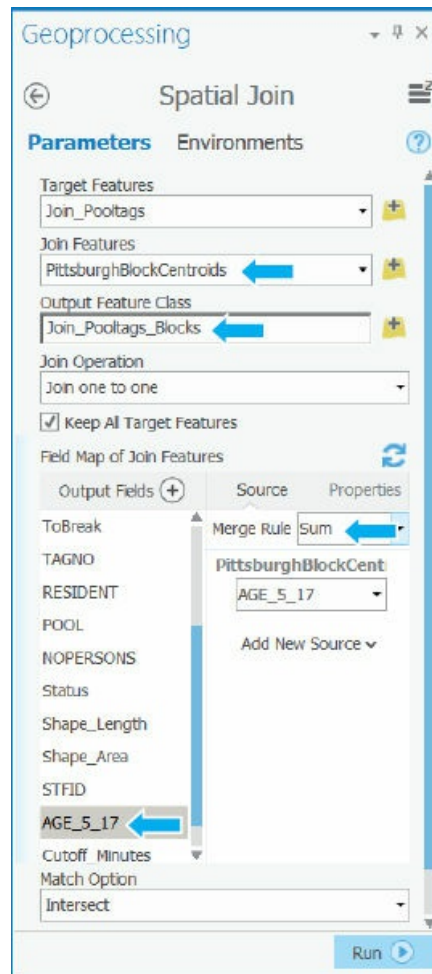 Geoprocessing
Spatial Join
2
Parameters Environments
?
Target Features
Join_Pooltags
Join Features
PittsburghBlockCentroids
Output Feature Class
Join_Pooltags_Blocks
Join Operation
Join one to one
Keep All Target Features
Field Map of Join Features
Output Fields Source Properties
ToBreak
Merge Rule Sum
TAGNO
PittsburghBlockCent
RESIDENT
AGE_5_17
POOL
NOPERSONS
Add New Source
Status
Shape_Length
Shape_Area
STFID
AGE_5_17
Cutoff_Minutes
Match Option
Intersect
Run